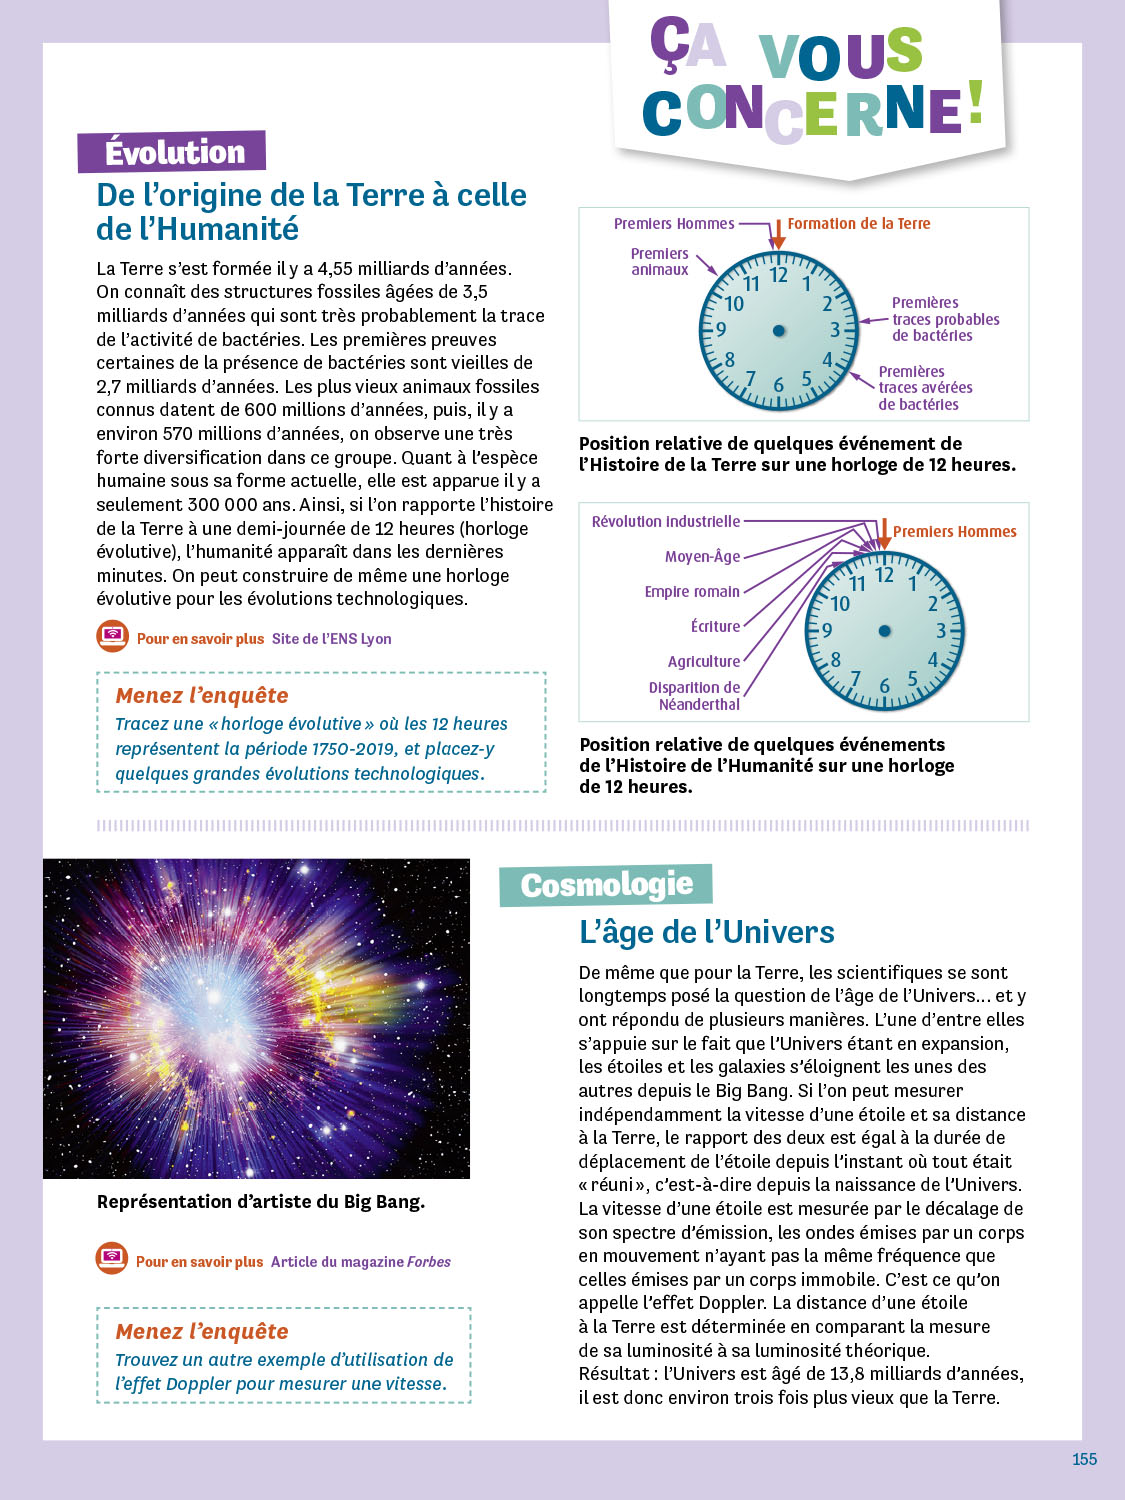 ÇA VOUS
CONCERNE!
Évolution
De l’origine de la Terre à celle
de l’Humanité
La Terre s’est formée il y a 4,55 milliards d’années.
On connaît des structures fossiles âgées de 3,5
milliards d’années qui sont très probablement la trace
de l’activité de bactéries. Les premières preuves
certaines de la présence de bactéries sont vieilles de
2,7 milliards d’années. Les plus vieux animaux fossiles
connus datent de 600 millions d’années, puis, il y a
environ 570 millions d’années, on observe une très
forte diversification dans ce groupe. Quant à l’espèce
humaine sous sa forme actuelle, elle est apparue il y a
seulement 300 000 ans. Ainsi, si l’on rapporte l’histoire
de la Terre à une demi-journée de 12 heures (horloge
évolutive), l’humanité apparaît dans les dernières
minutes. On peut construire de même une horloge
évolutive pour les évolutions technologiques.
Pour en savoir plus Site de l’ENS Lyon
Menez l’enquête
Tracez une « horloge évolutive » où les 12 heures
représentent la période 1750-2019, et placez-y
quelques grandes évolutions technologiques.
Premiers Hommes
Formation de la Terre
Premiers
animaux
Premières
traces probables
de bactéries
Premières
traces avérées
de bactéries
12
1
2
3
4
5
6
7
8
9
10
11
Position relative de quelques événement de
l’Histoire de la Terre sur une horloge de 12 heures.
Révolution industrielle
Premiers Hommes
Moyen-Âge
Empire romain
Écriture
Agriculture
Disparition de
Néanderthal
12
1
2
3
4
5
6
7
8
9
10
11
Position relative de quelques événements
de l’Histoire de l’Humanité sur une horloge
de 12 heures.
Représentation d’artiste du Big Bang.
Pour en savoir plus Article du magazine Forbes
Menez l’enquête
Trouvez un autre exemple d’utilisation de
l’effet Doppler pour mesurer une vitesse.
Cosmologie
L’âge de l’Univers
De même que pour la Terre, les scientifiques se sont
longtemps posé la question de l’âge de l’Univers... et y
ont répondu de plusieurs manières. L’une d’entre elles
s’appuie sur le fait que l’Univers étant en expansion,
les étoiles et les galaxies s’éloignent les unes des
autres depuis le Big Bang. Si l’on peut mesurer
indépendamment la vitesse d’une étoile et sa distance
à la Terre, le rapport des deux est égal à la durée de
déplacement de l’étoile depuis l’instant où tout était
« réuni », c’est-à-dire depuis la naissance de l’Univers.
La vitesse d’une étoile est mesurée par le décalage de
son spectre d’émission, les ondes émises par un corps
en mouvement n’ayant pas la même fréquence que
celles émises par un corps immobile. C’est ce qu’on
appelle l’effet Doppler. La distance d’une étoile
à la Terre est déterminée en comparant la mesure
de sa luminosité à sa luminosité théorique.
Résultat : l’Univers est âgé de 13,8 milliards d’années,
il est donc environ trois fois plus vieux que la Terre.
155